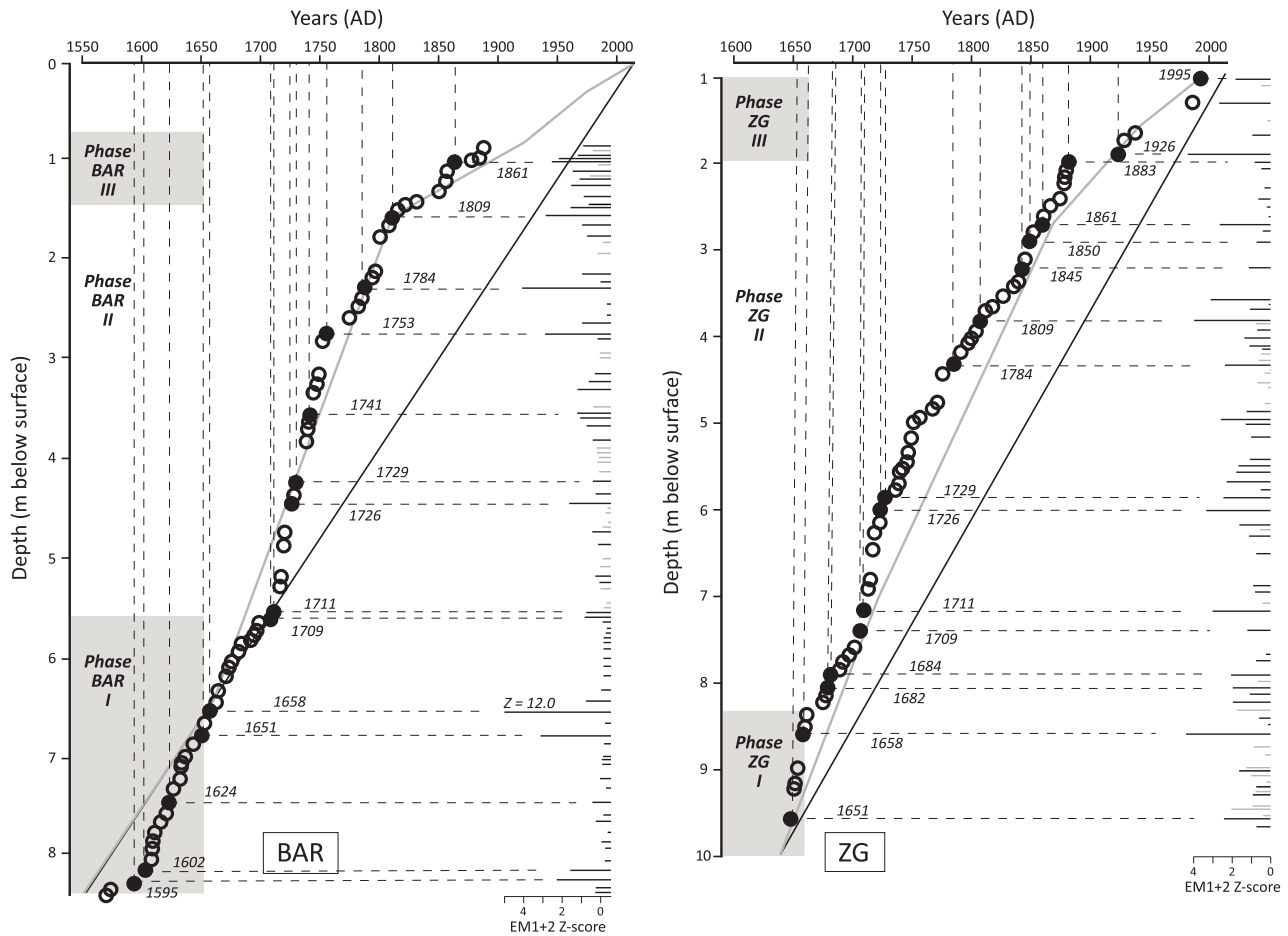 Years (AD)
1550 1600 1650 1700 1750 1800 1850 1900 1950 2000
Depth (m below surface)
0
1
2
3
4
5
6
7
8
Phase
BAR
III
Phase
BAR
II
Phase
BAR
I
1861
1809
1784
1753
1741
1729
1726
1711
1709
1658
Z = 12.0
1651
1624
1602
1595
BAR
4 2 0
EM1+2 Z-score
Years (AD)
1600 1650 1700 1750 1800 1850 1900 1950 2000
Depth (m below surface)
1
2
3
4
5
6
7
8
9
10
Phase
ZG
III
Phase
ZG
II
Phase
ZG
I
1995
1926
1883
1861
1850
1845
1809
1784
1729
1726
1711
1709
1684
1682
1658
1651
ZG
4 2 0
EM1+2 Z-score